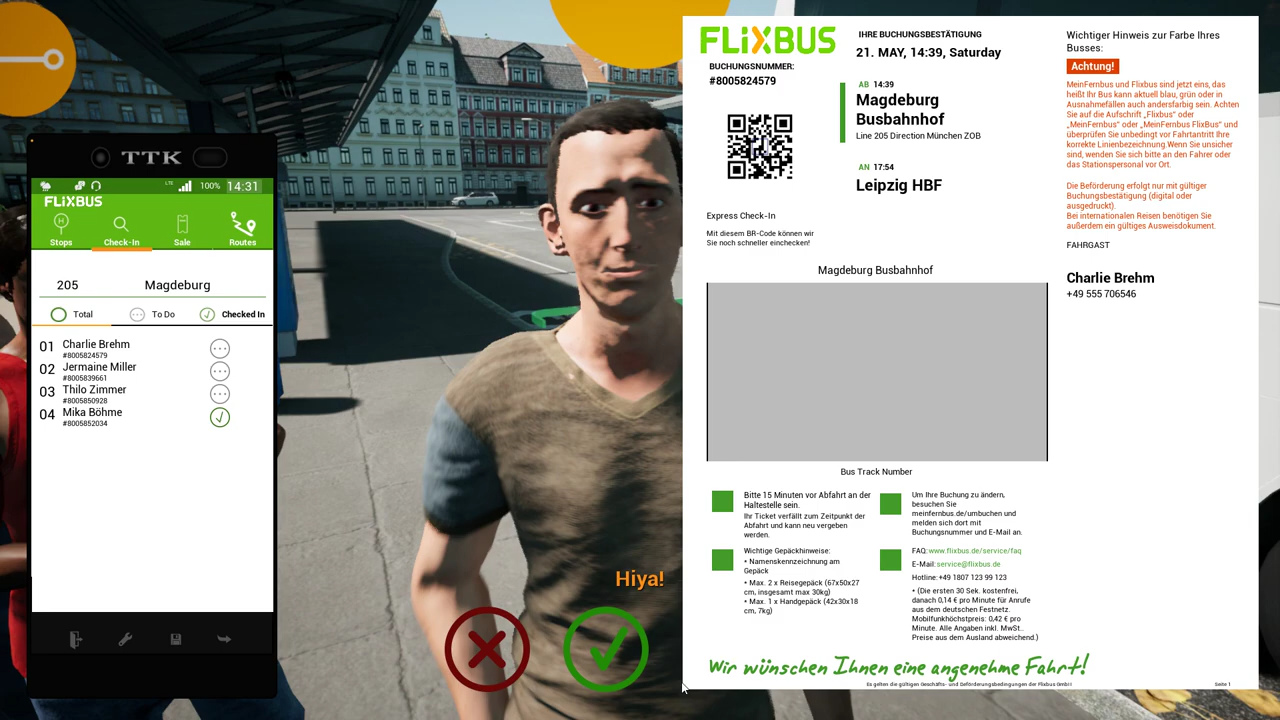 TTK
LTE
100%
14:31
FLiXBUS
Stops
Check-In
Sale
Routes
205
Magdeburg
Total
To Do
Checked In
01
Charlie Brehm
#8005824579
02
Jermaine Miller
#8005839661
03
Thilo Zimmer
#8005850928
04
Mika Böhme
#8005852034
Hiya!
FLiXBUS
BUCHUNGSNUMMER:
#8005824579
Express Check-In
Mit diesem BR-Code können wir
Sie noch schneller einchecken!
IHRE BUCHUNGSBESTÄTIGUNG
21. MAY, 14:39, Saturday
AB 14:39
Magdeburg
Busbahnhof
Line 205 Direction München ZOB
AN 17:54
Leipzig HBF
Magdeburg Busbahnhof
Bus Track Number
Bitte 15 Minuten vor Abfahrt an der
Haltestelle sein.
Ihr Ticket verfällt zum Zeitpunkt der
Abfahrt und kann neu vergeben
werden.
Wichtige Gepäckhinweise:
• Namenskennzeichnung am
Gepäck
• Max. 2 x Reisegepäck (67x50x27
cm, insgesamt max 30kg)
• Max. 1 x Handgepäck (42x30x18
cm, 7kg)
Um Ihre Buchung zu ändern,
besuchen Sie
meinfernbus.de/umbuchen und
melden sich dort mit
Buchungsnummer und E-Mail an.
FAQ: www.flixbus.de/service/faq
E-Mail: service@flixbus.de
Hotline: +49 1807 123 99 123
• (Die ersten 30 Sek. kostenfrei,
danach 0,14 € pro Minute für Anrufe
aus dem deutschen Festnetz.
Mobilfunkhöchstpreis: 0,42 € pro
Minute. Alle Angaben inkl. MwSt..
Preise aus dem Ausland abweichend.)
Wichtiger Hinweis zur Farbe Ihres
Busses:
Achtung!
MeinFernbus und Flixbus sind jetzt eins, das
heißt Ihr Bus kann aktuell blau, grün oder in
Ausnahmefällen auch andersfarbig sein. Achten
Sie auf die Aufschrift „Flixbus“ oder
„MeinFernbus“ oder „MeinFernbus FlixBus“ und
überprüfen Sie unbedingt vor Fahrtantritt Ihre
korrekte Linienbezeichnung.Wenn Sie unsicher
sind, wenden Sie sich bitte an den Fahrer oder
das Stationspersonal vor Ort.
Die Beförderung erfolgt nur mit gültiger
Buchungsbestätigung (digital oder
ausgedruckt).
Bei internationalen Reisen benötigen Sie
außerdem ein gültiges Ausweisdokument.
FAHRGAST
Charlie Brehm
+49 555 706546
Wir wünschen Ihnen eine angenehme Fahrt!
Es gelten die gültigen Geschäfts- und Beförderungsbedingungen der Flixbus GmbH
Seite 1